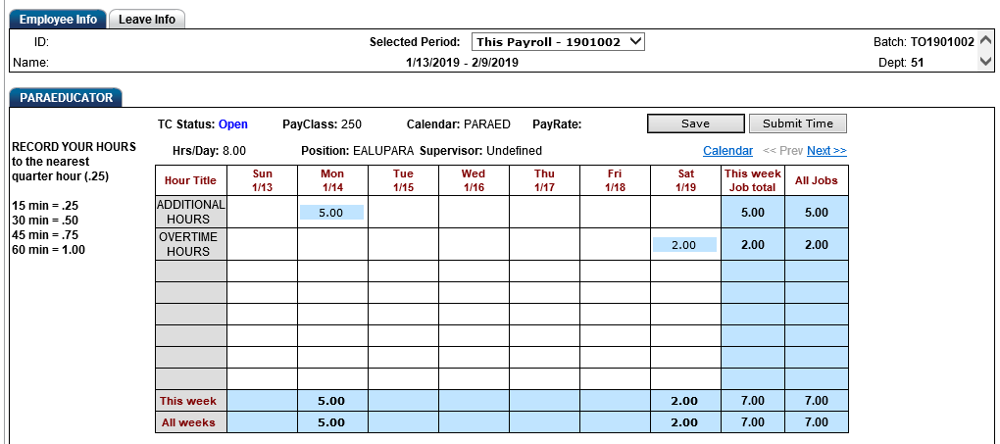 Employee Info Leave Info
ID: Selected Period: This Payroll - 1901002 Batch: TO1901002
Name: 1/13/2019 - 2/9/2019 Dept: 51
PARAEDUCATOR
TC Status: Open PayClass: 250 Calendar: PARAED PayRate: Save Submit Time
RECORD YOUR HOURS
to the nearest
quarter hour (.25)
15 min = .25
30 min = .50
45 min = .75
60 min = 1.00
Hrs/Day: 8.00 Position: EALUPARA Supervisor: Undefined Calendar << Prev Next >>
Hour Title Sun 1/13 Mon 1/14 Tue 1/15 Wed 1/16 Thu 1/17 Fri 1/18 Sat 1/19 This week Job total All Jobs
ADDITIONAL HOURS 5.00 5.00 5.00
OVERTIME HOURS 2.00 2.00 2.00
This week 5.00 2.00 7.00 7.00
All weeks 5.00 2.00 7.00 7.00